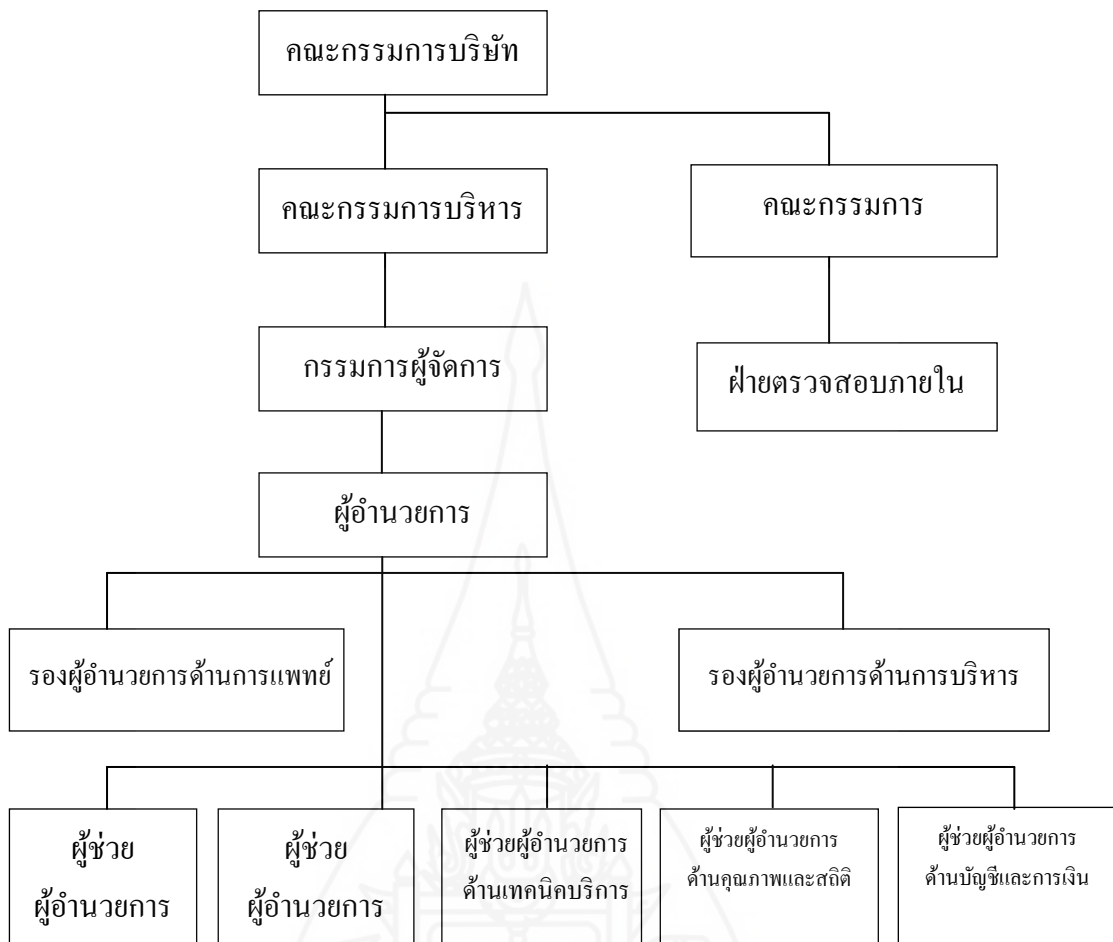 คณะกรรมการบริษัท
คณะกรรมการบริหาร
คณะกรรมการ
กรรมการผู้จัดการ
ฝ่ายตรวจสอบภายใน
ผู้อำนวยการ
รองผู้อำนวยการด้านการแพทย์
รองผู้อำนวยการด้านการบริหาร
ผู้ช่วย
ผู้อำนวยการ
ผู้ช่วย
ผู้อำนวยการ
ผู้ช่วยผู้อำนวยการ
ด้านเทคนิคบริการ
ผู้ช่วยผู้อำนวยการ
ด้านคุณภาพและสถิติ
ผู้ช่วยผู้อำนวยการ
ด้านบัญชีและการเงิน